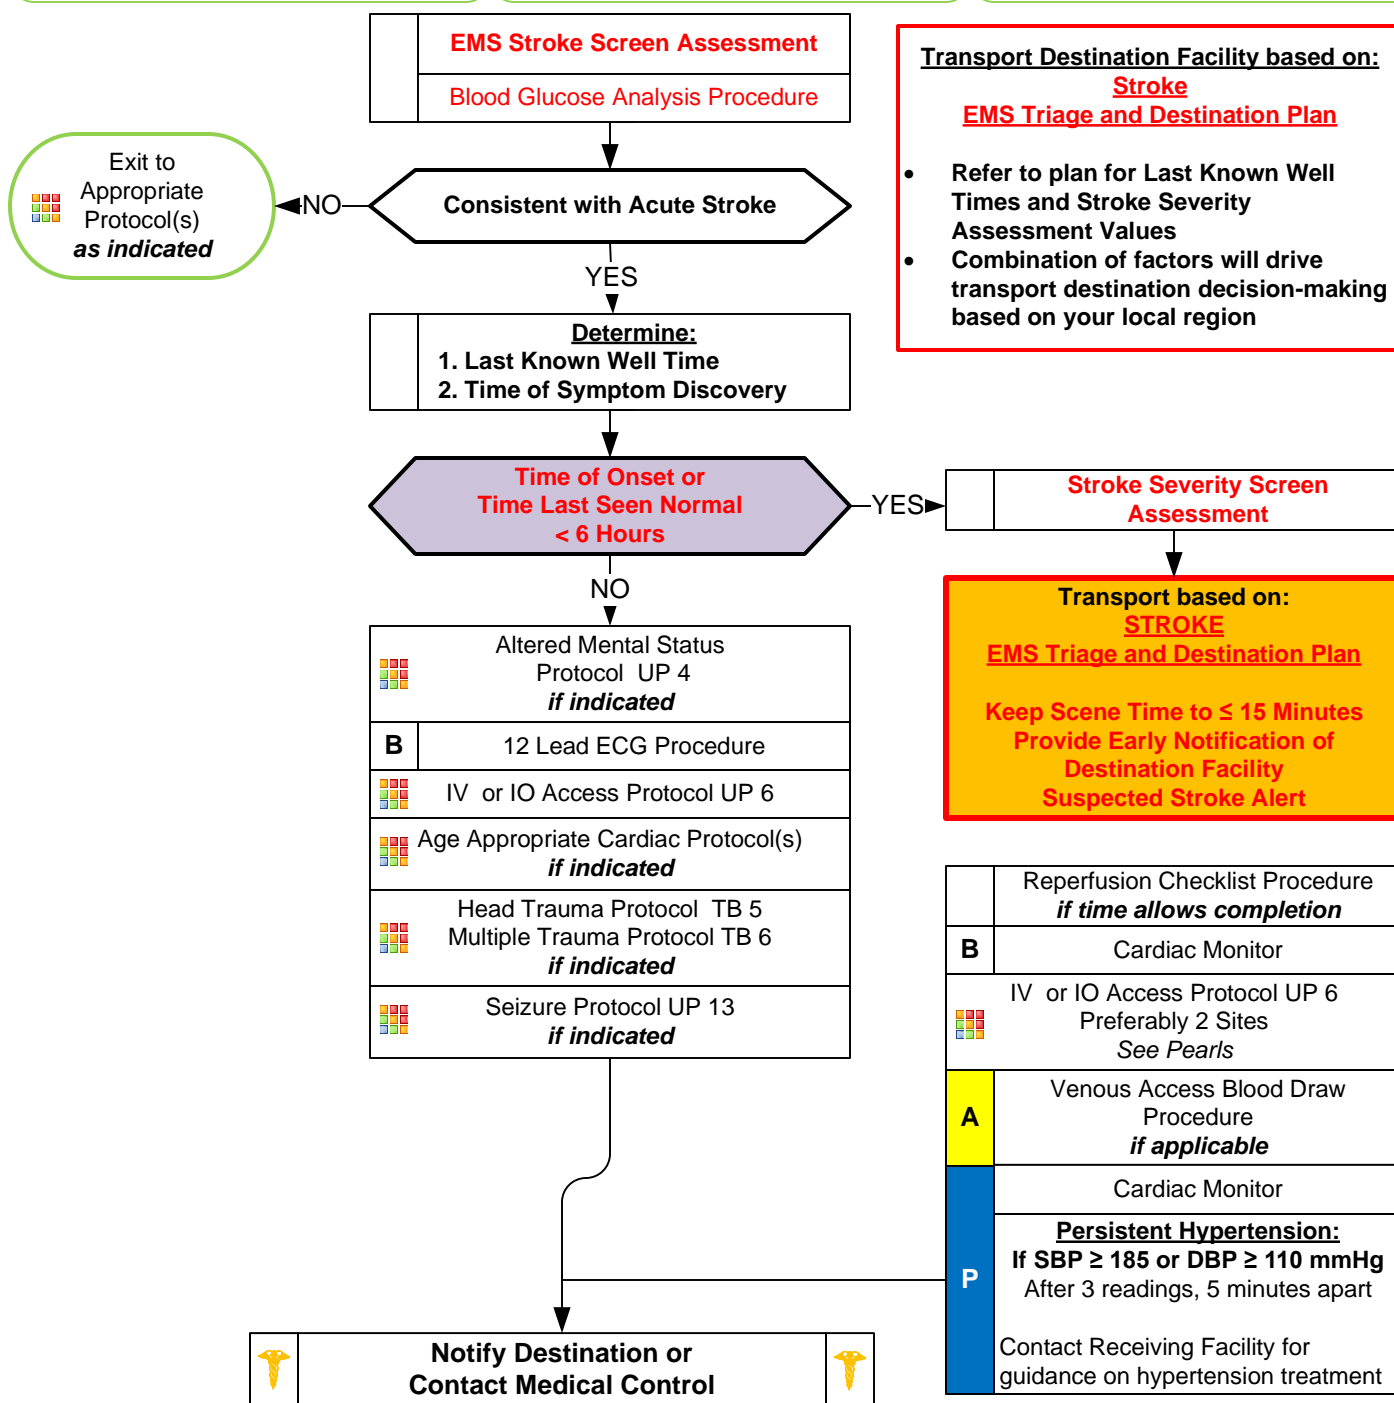 EMS Stroke Screen Assessment
Blood Glucose Analysis Procedure
Transport Destination Facility based on:
Stroke
EMS Triage and Destination Plan
• Refer to plan for Last Known Well
Times and Stroke Severity
Assessment Values
• Combination of factors will drive
transport destination decision-making
based on your local region
Exit to
Appropriate
Protocol(s)
as indicated
NO
Consistent with Acute Stroke
YES
Determine:
1. Last Known Well Time
2. Time of Symptom Discovery
Time of Onset or
Time Last Seen Normal
< 6 Hours
YES
Stroke Severity Screen
Assessment
NO
Transport based on:
STROKE
EMS Triage and Destination Plan
Keep Scene Time to ≤ 15 Minutes
Provide Early Notification of
Destination Facility
Suspected Stroke Alert
Altered Mental Status
Protocol UP 4
if indicated
B
12 Lead ECG Procedure
IV or IO Access Protocol UP 6
Age Appropriate Cardiac Protocol(s)
if indicated
Head Trauma Protocol TB 5
Multiple Trauma Protocol TB 6
if indicated
Seizure Protocol UP 13
if indicated
Reperfusion Checklist Procedure
if time allows completion
B
Cardiac Monitor
IV or IO Access Protocol UP 6
Preferably 2 Sites
See Pearls
A
Venous Access Blood Draw
Procedure
if applicable
P
Cardiac Monitor
Persistent Hypertension:
If SBP ≥ 185 or DBP ≥ 110 mmHg
After 3 readings, 5 minutes apart
Contact Receiving Facility for
guidance on hypertension treatment
Notify Destination or
Contact Medical Control